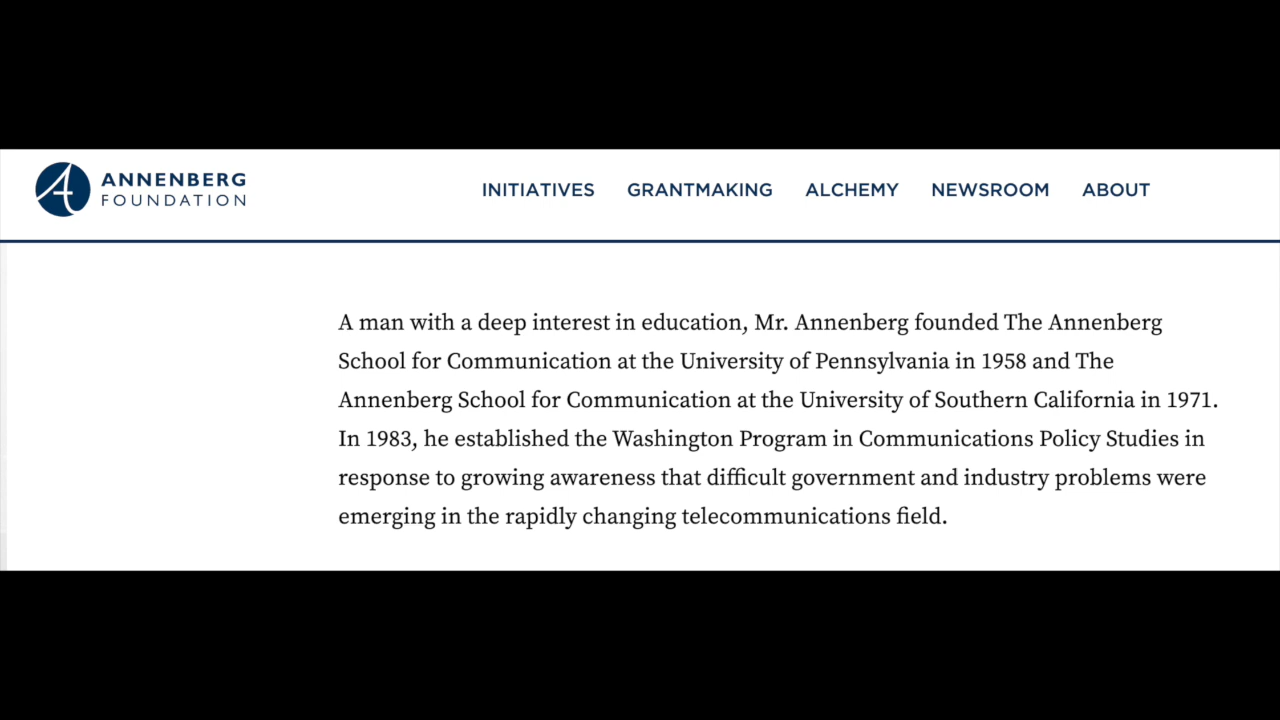 ANNENBERG
FOUNDATION
INITIATIVES GRANTMAKING ALCHEMY NEWSROOM ABOUT
A man with a deep interest in education, Mr. Annenberg founded The Annenberg
School for Communication at the University of Pennsylvania in 1958 and The
Annenberg School for Communication at the University of Southern California in 1971.
In 1983, he established the Washington Program in Communications Policy Studies in
response to growing awareness that difficult government and industry problems were
emerging in the rapidly changing telecommunications field.